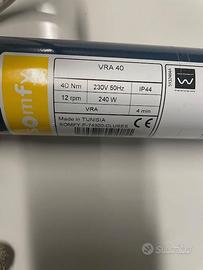 somfy
VRA 40
40 Nm
230V 50Hz
IP44
12 rpm
240 W
VRA
4 min
Made in TUNISIA
SOMFY F-74300 CLUSES
subito